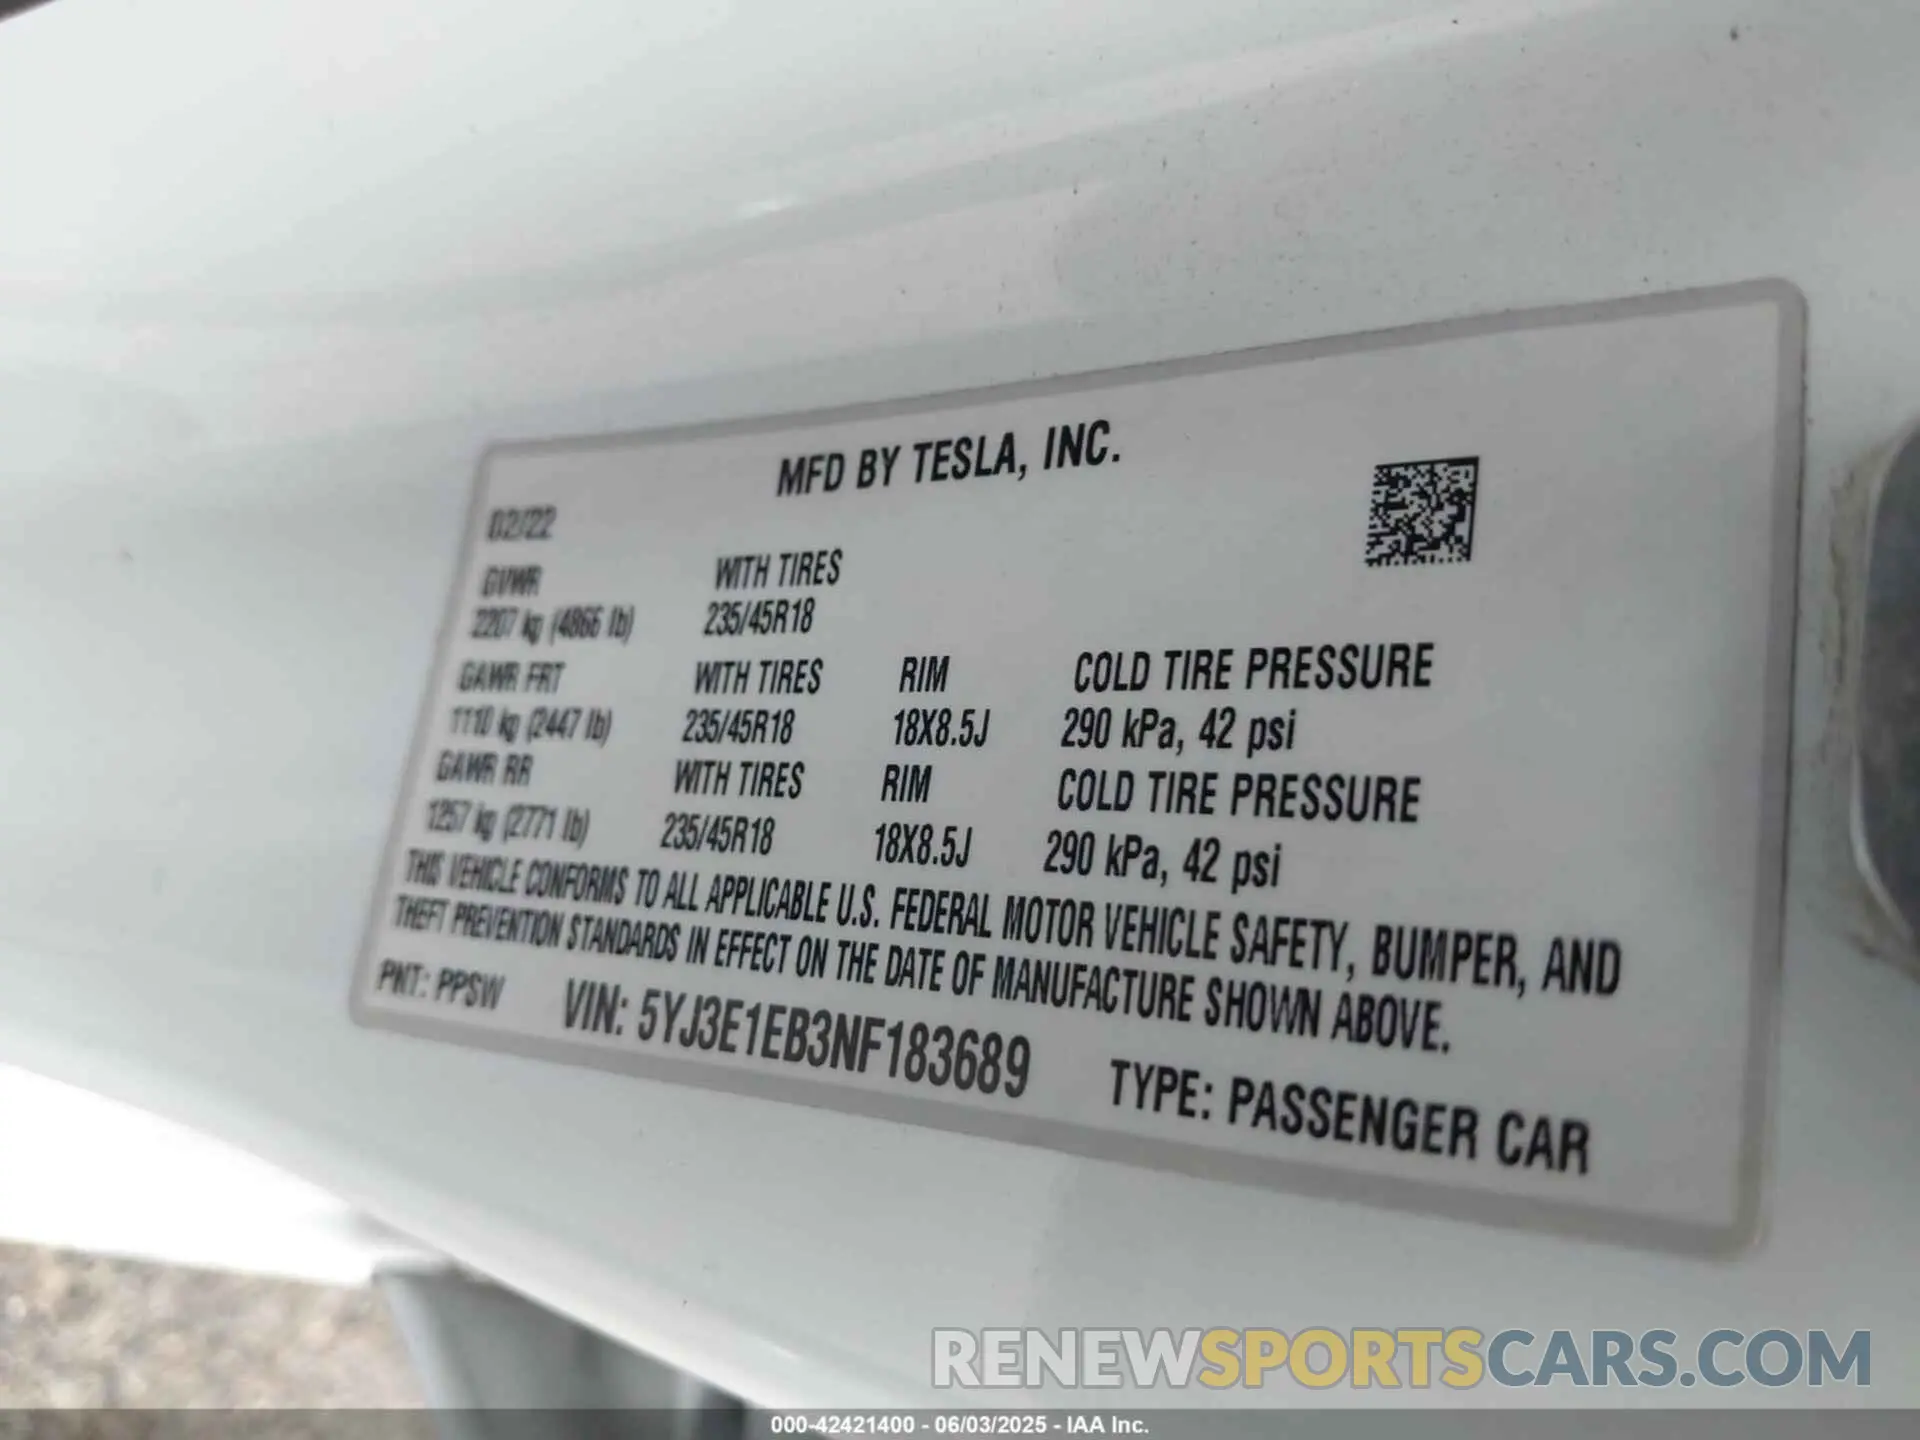 MFD BY TESLA, INC.
02/22
GVWR WITH TIRES
2207 kg (4866 lb) 235/45R18
GAWR FRT WITH TIRES RIM COLD TIRE PRESSURE
1110 kg (2447 lb) 235/45R18 18X8.5J 290 kPa, 42 psi
GAWR RR WITH TIRES RIM COLD TIRE PRESSURE
1257 kg (2771 lb) 235/45R18 18X8.5J 290 kPa, 42 psi
THIS VEHICLE CONFORMS TO ALL APPLICABLE U.S. FEDERAL MOTOR VEHICLE SAFETY, BUMPER, AND
THEFT PREVENTION STANDARDS IN EFFECT ON THE DATE OF MANUFACTURE SHOWN ABOVE.
PNT: PPSW VIN: 5YJ3E1EB3NF183689 TYPE: PASSENGER CAR
RENEWSPORTSCARS.COM
000-42421400 - 06/03/2025 - IAA Inc.